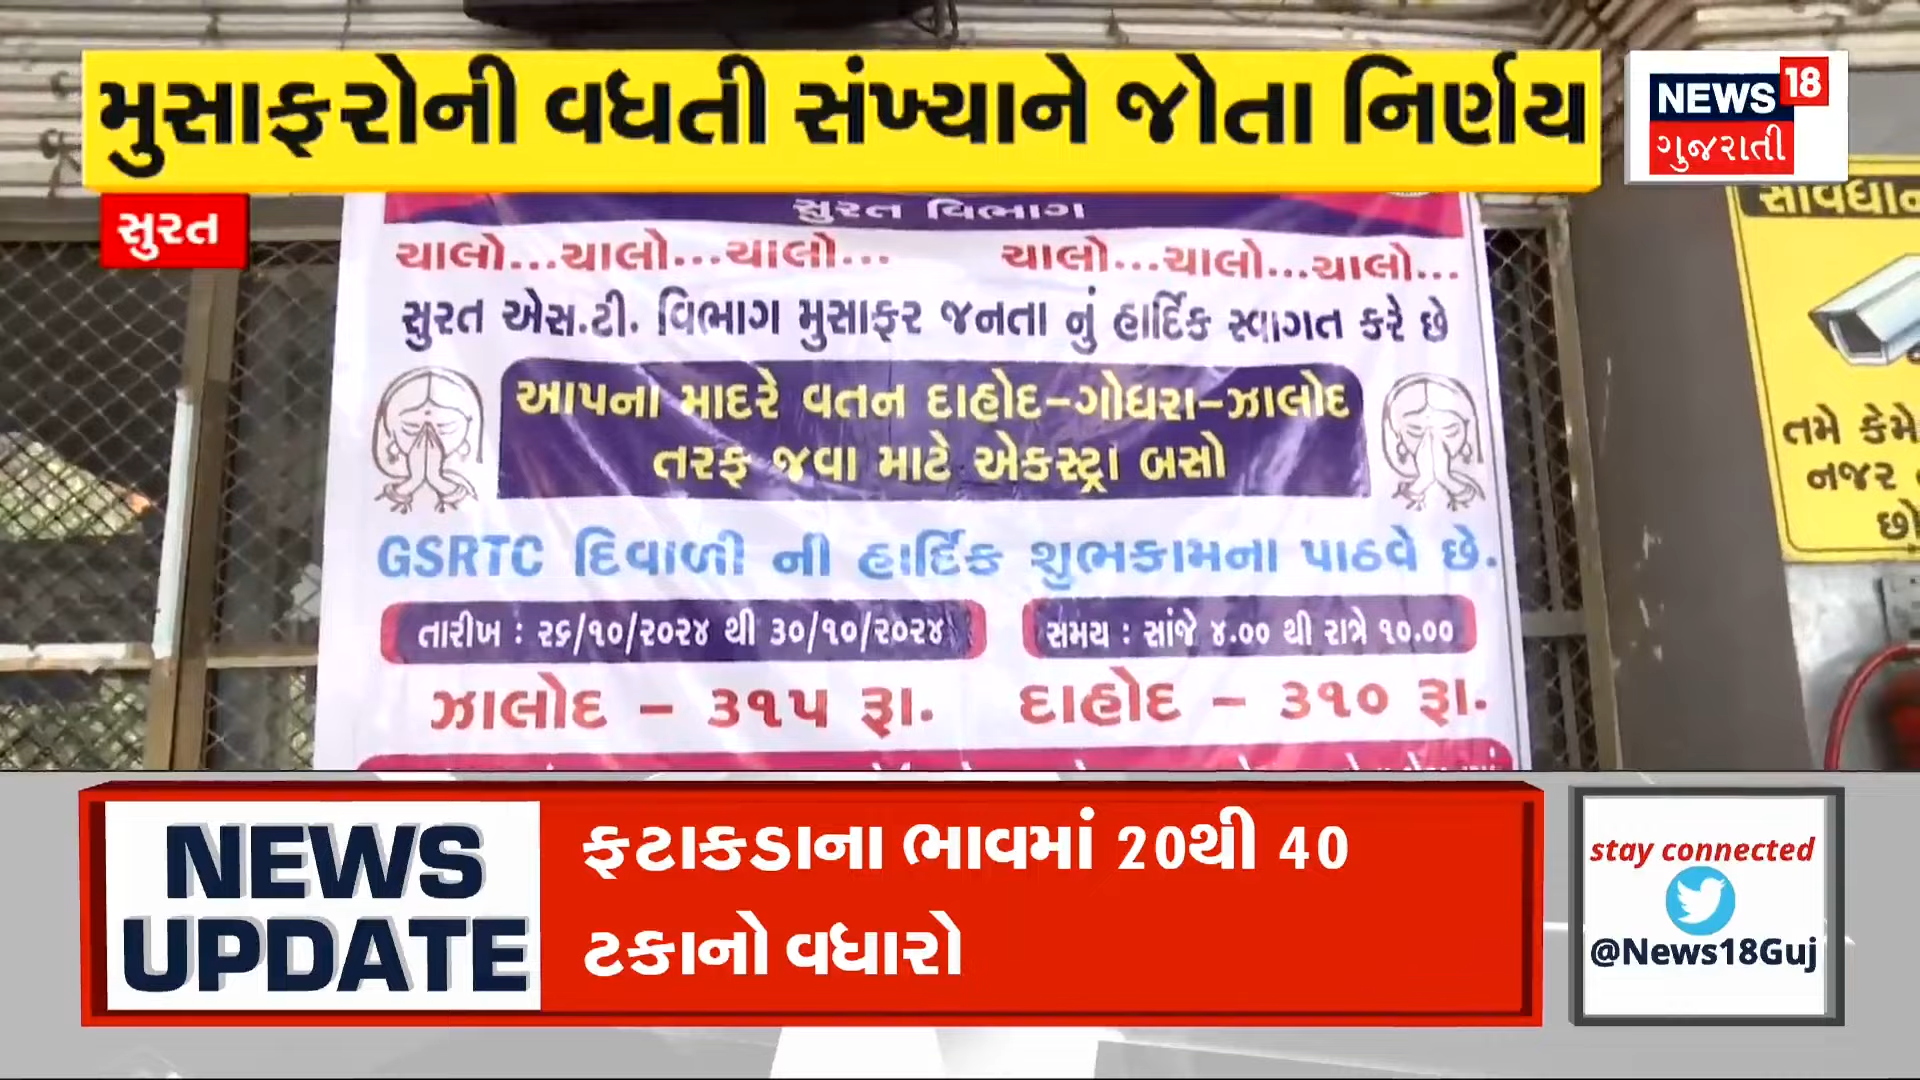 મુસાફરોની વધતી સંખ્યાને જોતા નિર્ણય
NEWS 18
ગુજરાતી
સુરત
સુરત વિભાગ
ચાલો...ચાલો...ચાલો... ચાલો...ચાલો...ચાલો...
સુરત એસ.ટી. વિભાગ મુસાફર જનતા નું હાર્દિક સ્વાગત કરે છે
આપના માદરે વતન દાહોદ-ગોધરા-ઝાલોદ
તરફ જવા માટે એકસ્ટ્રા બસો
GSRTC દિવાળી ની હાર્દિક શુભકામના પાઠવે છે.
તારીખ : ૨૬/૧૦/૨૦૨૪ થી ૩૦/૧૦/૨૦૨૪
સમય : સાંજે ૪.૦૦ થી રાત્રે ૧૦.૦૦
ઝાલોદ - ૩૧૫ રૂા. દાહોદ - ૩૧૦ રૂા.
તમે કેમે
નજર
NEWS
UPDATE
ફટાકડાના ભાવમાં 20થી 40
ટકાનો વધારો
stay connected
@News18Guj